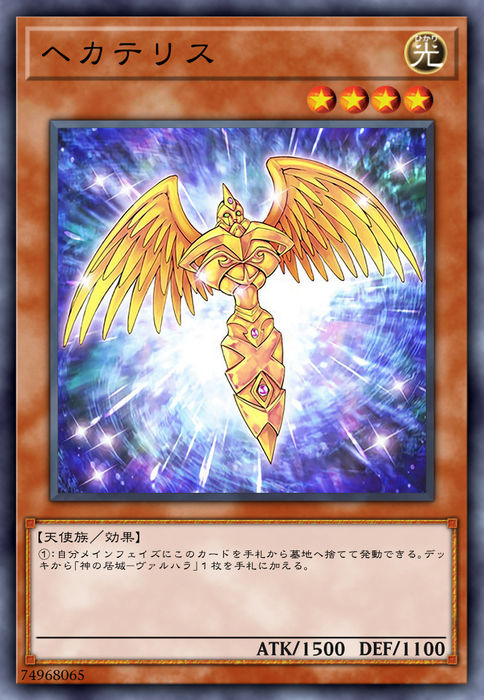 ヘカテリス
ひかり
光
【天使族／効果】
①:自分メインフェイズにこのカードを手札から墓地へ捨てて発動できる。デッ
キから「神の居城－ヴァルハラ」１枚を手札に加える。
ATK/1500 DEF/1100
74968065